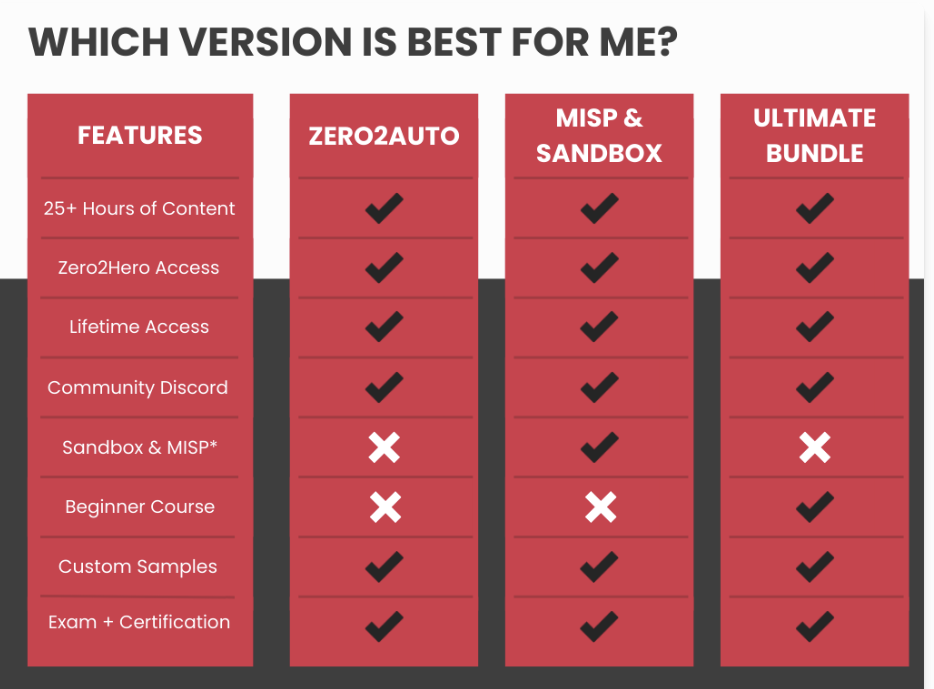 WHICH VERSION IS BEST FOR ME?
FEATURES
ZERO2AUTO
MISP &
SANDBOX
ULTIMATE
BUNDLE
25+ Hours of Content
Zero2Hero Access
Lifetime Access
Community Discord
Sandbox & MISP*
Beginner Course
Custom Samples
Exam + Certification